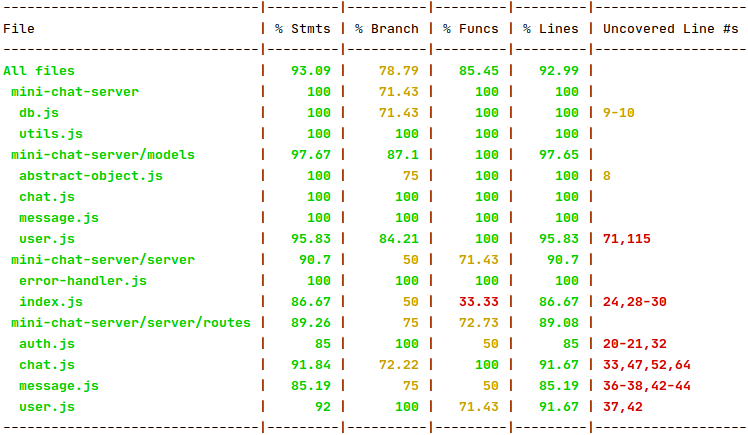 --------------------------------|---------|----------|---------|---------|-------------------
File                            | % Stmts | % Branch | % Funcs | % Lines | Uncovered Line #s
--------------------------------|---------|----------|---------|---------|-------------------
All files                       |   93.09 |    78.79 |   85.45 |   92.99 |
 mini-chat-server               |     100 |    71.43 |     100 |     100 |
  db.js                         |     100 |    71.43 |     100 |     100 | 9-10
  utils.js                      |     100 |      100 |     100 |     100 |
 mini-chat-server/models        |   97.67 |     87.1 |     100 |   97.65 |
  abstract-object.js            |     100 |       75 |     100 |     100 | 8
  chat.js                       |     100 |      100 |     100 |     100 |
  message.js                    |     100 |      100 |     100 |     100 |
  user.js                       |   95.83 |    84.21 |     100 |   95.83 | 71,115
 mini-chat-server/server        |    90.7 |       50 |   71.43 |    90.7 |
  error-handler.js              |     100 |      100 |     100 |     100 |
  index.js                      |   86.67 |       50 |   33.33 |   86.67 | 24,28-30
 mini-chat-server/server/routes |   89.26 |       75 |   72.73 |   89.08 |
  auth.js                       |      85 |      100 |      50 |      85 | 20-21,32
  chat.js                       |   91.84 |    72.22 |     100 |   91.67 | 33,47,52,64
  message.js                    |   85.19 |       75 |      50 |   85.19 | 36-38,42-44
  user.js                       |      92 |      100 |   71.43 |   91.67 | 37,42
--------------------------------|---------|----------|---------|---------|-------------------